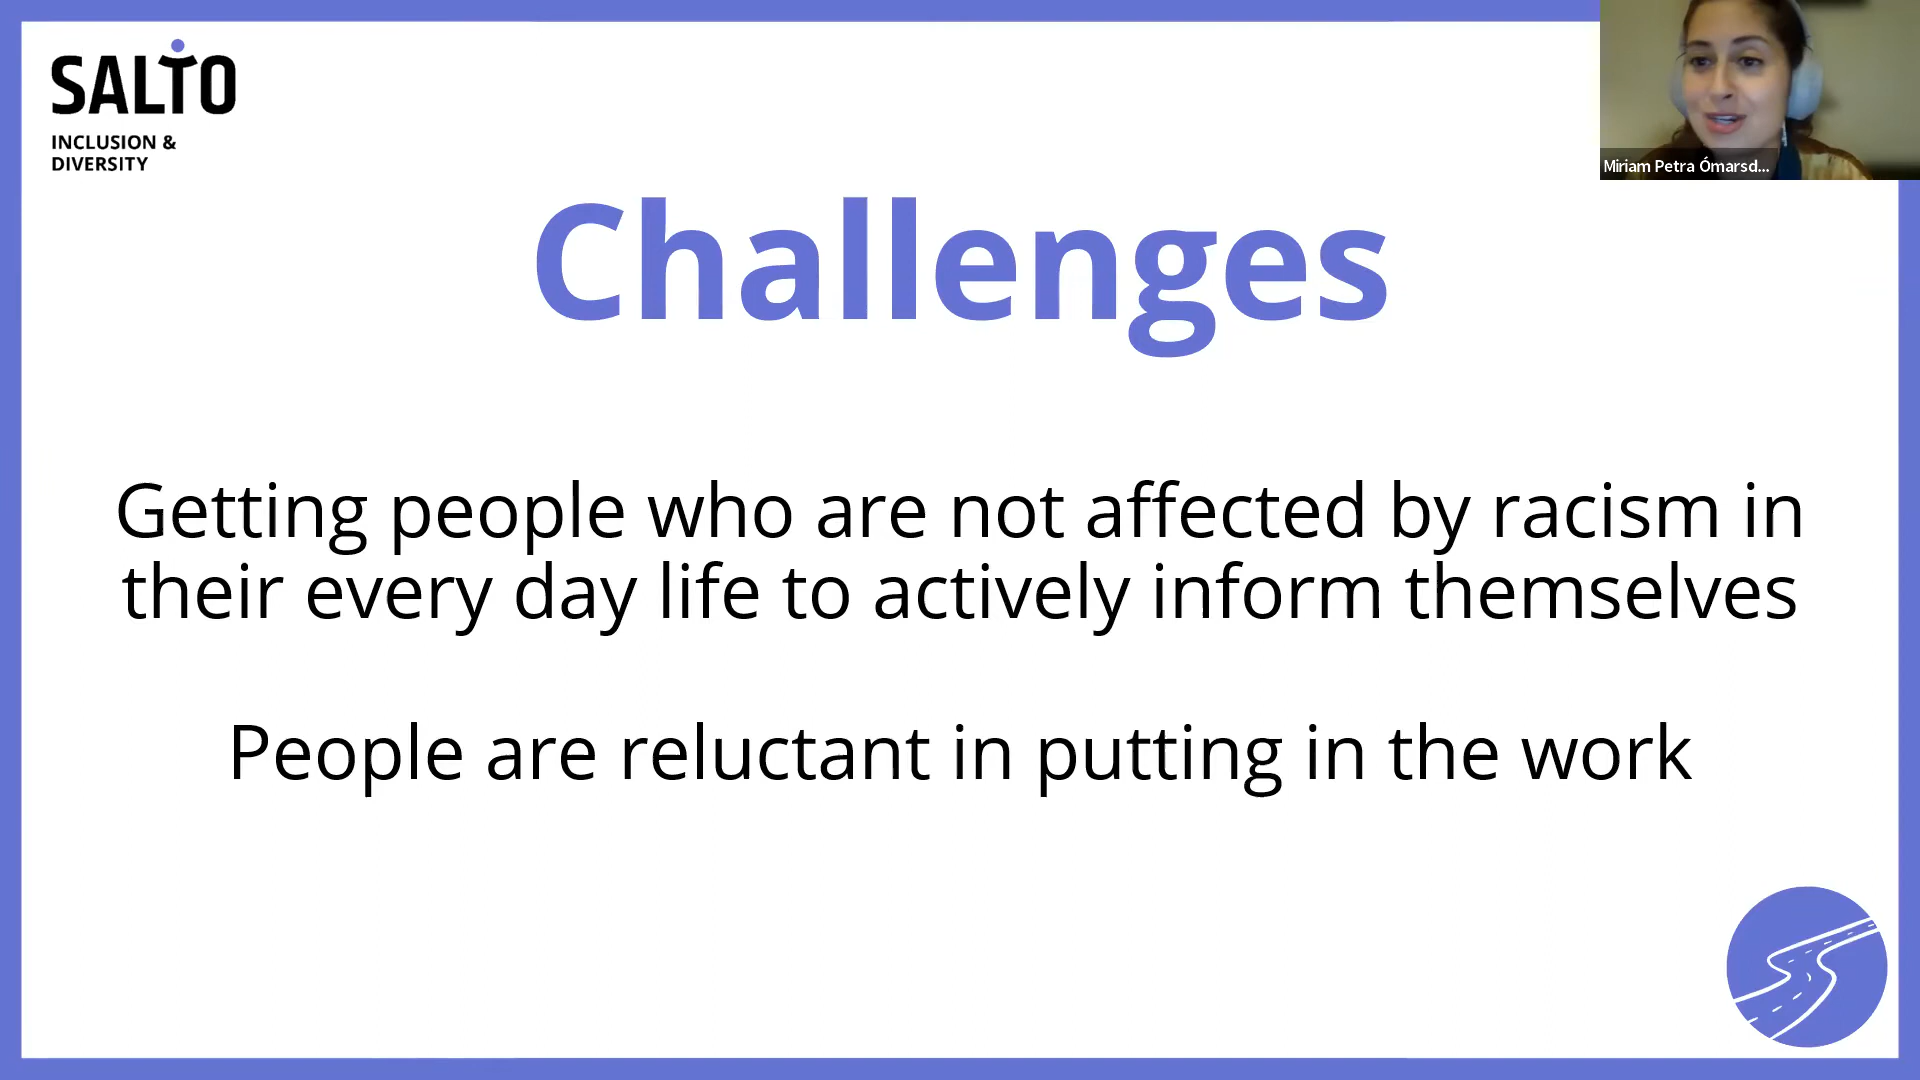 SALTO
INCLUSION &
DIVERSITY
Miriam Petra Ómarsd...
Challenges
Getting people who are not affected by racism in
their every day life to actively inform themselves
People are reluctant in putting in the work